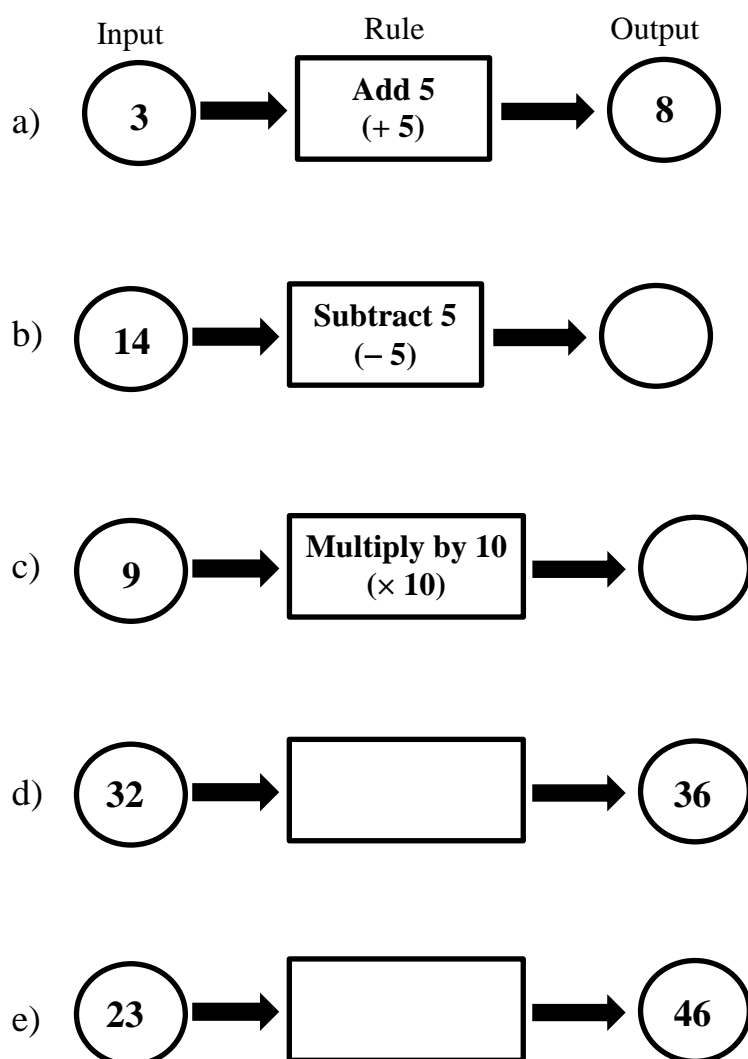 Input Rule Output
a) 3 Add 5 8
(+ 5)
b) 14 Subtract 5
(– 5)
c) 9 Multiply by 10
(× 10)
d) 32 36
e) 23 46